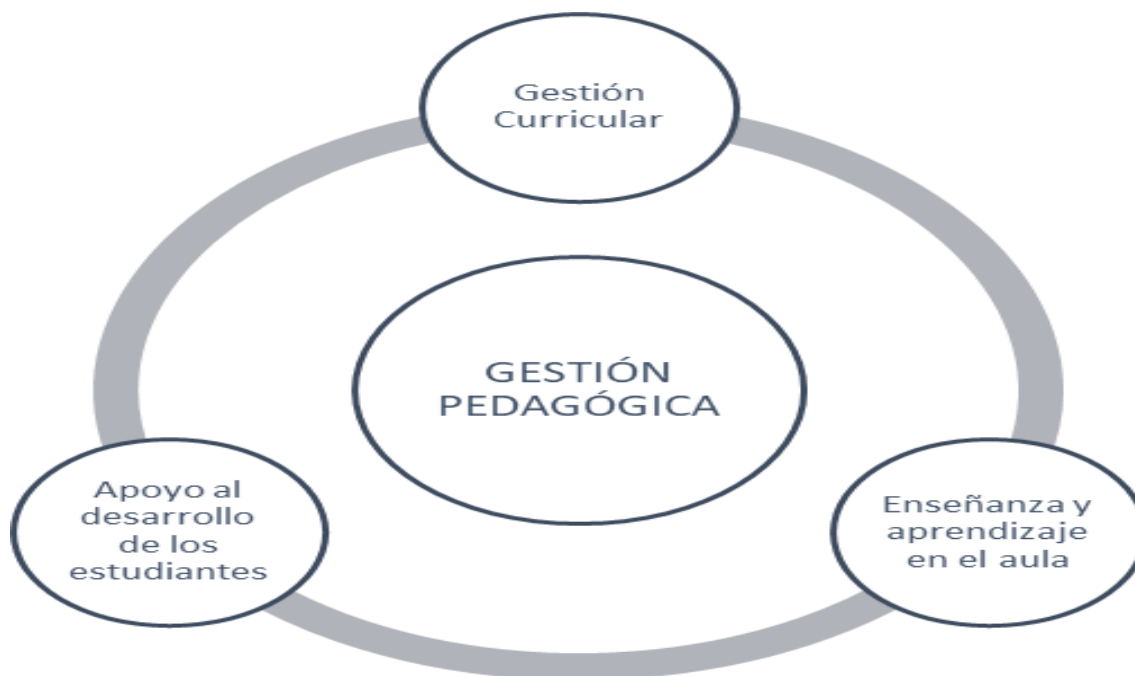 Gestión
Curricular
GESTIÓN
PEDAGÓGICA
Apoyo al
desarrollo
de los
estudiantes
Enseñanza y
aprendizaje
en el aula